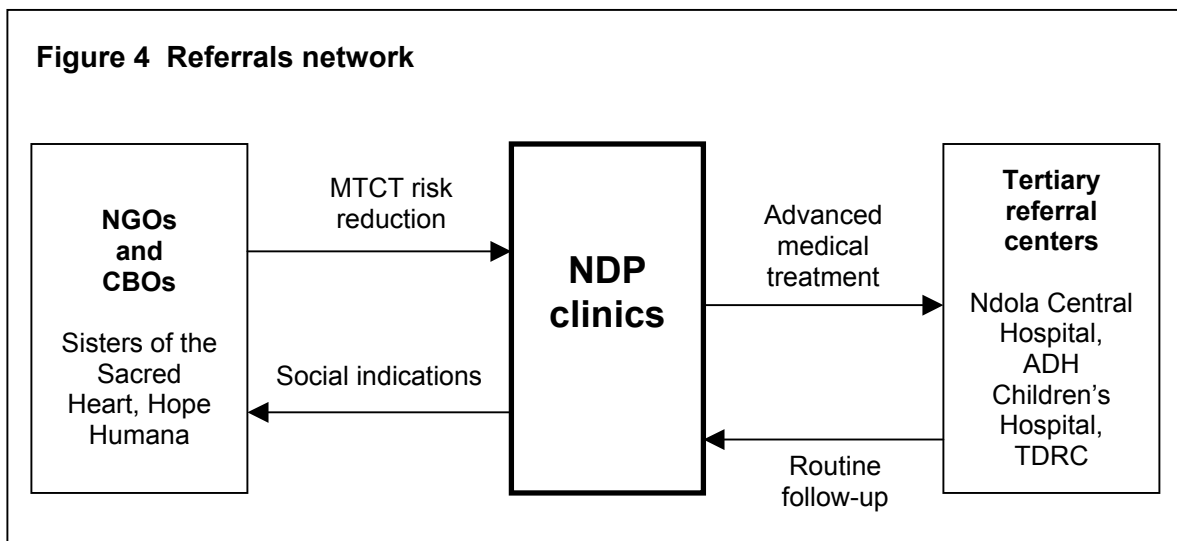 Figure 4 Referrals network
NGOs
and
CBOs
Sisters of the
Sacred
Heart, Hope
Humana
MTCT risk
reduction
Social indications
NDP
clinics
Advanced
medical
treatment
Routine
follow-up
Tertiary
referral
centers
Ndola Central
Hospital,
ADH
Children’s
Hospital,
TDRC